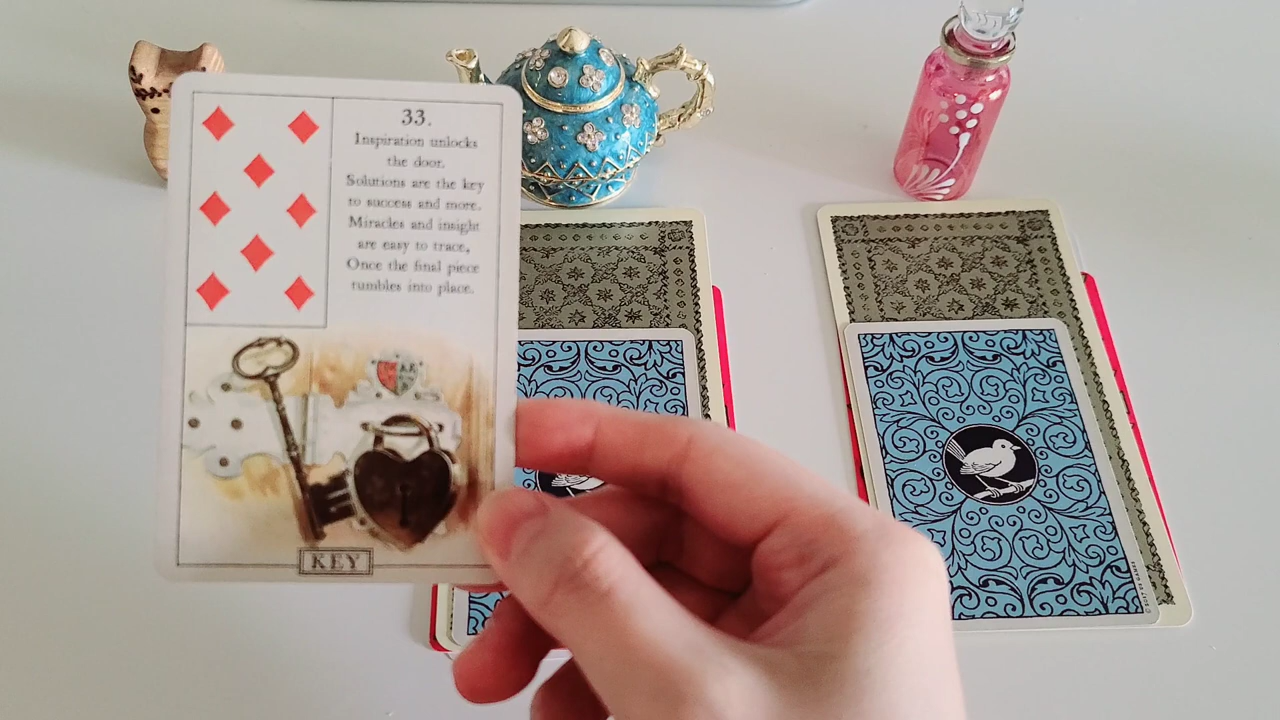 33.
Inspiration unlocks
the door.
Solutions are the key
to success and more.
Miracles and insight
are easy to trace,
Once the final piece
tumbles into place.
KEY